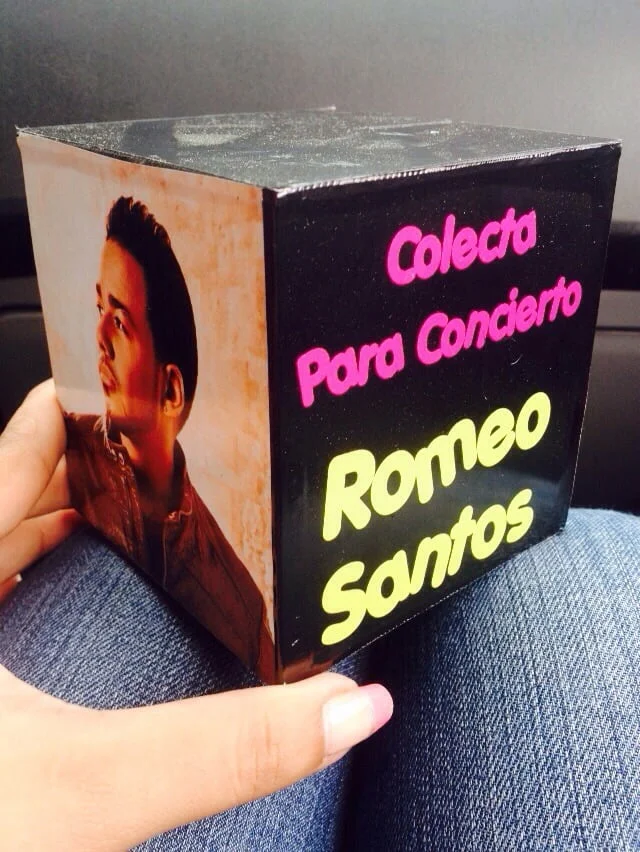 Colecta
Para Concierto
Romeo
Santos